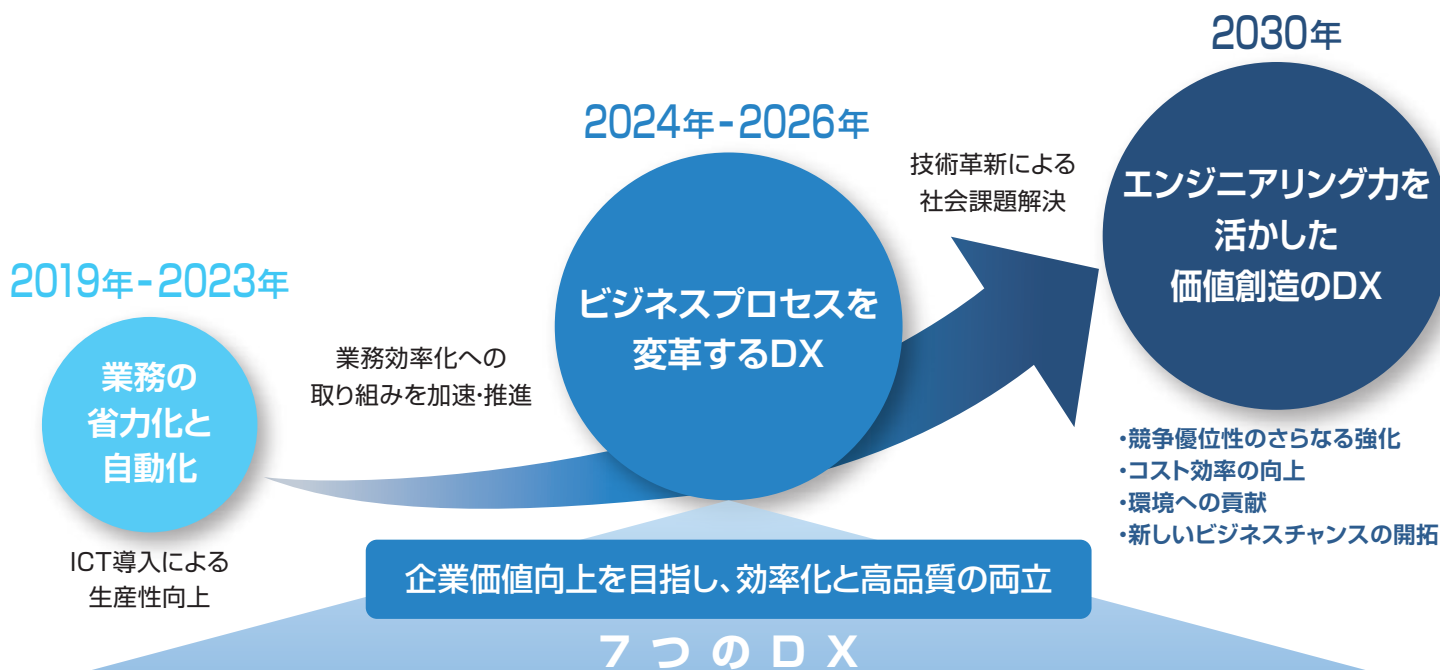 2019年-2023年
業務の
省力化と
自動化
ICT導入による
生産性向上
業務効率化への
取り組みを加速・推進
2024年-2026年
ビジネスプロセスを
変革するDX
技術革新による
社会課題解決
2030年
エンジニアリング力を
活かした
価値創造のDX
・競争優位性のさらなる強化
・コスト効率の向上
・環境への貢献
・新しいビジネスチャンスの開拓
企業価値向上を目指し、効率化と高品質の両立
7つのDX